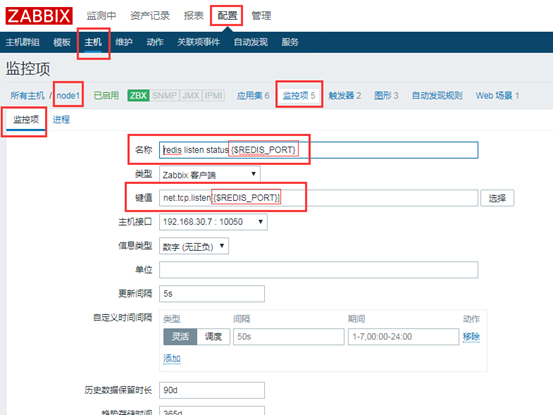 ZABBIX 监测中 资产记录 报表 配置 管理
主机群组 模板 主机 维护 动作 关联项事件 自动发现 服务
监控项
所有主机 / node1 已启用 ZBX SNMP JMX IPMI 应用集 6 监控项 5 触发器 2 图形 3 自动发现规则 Web 场景 1
监控项 进程
名称 redis listen status {$REDIS_PORT}
类型 Zabbix 客户端
键值 net.tcp.listen[{$REDIS_PORT}] 选择
主机接口 192.168.30.7 : 10050
信息类型 数字 (无正负)
单位
更新间隔 5s
自定义时间间隔 类型 间隔 期间 动作
灵活 调度 50s 1-7,00:00-24:00 移除
添加
历史数据保留时长 90d
趋势存储时间 365d